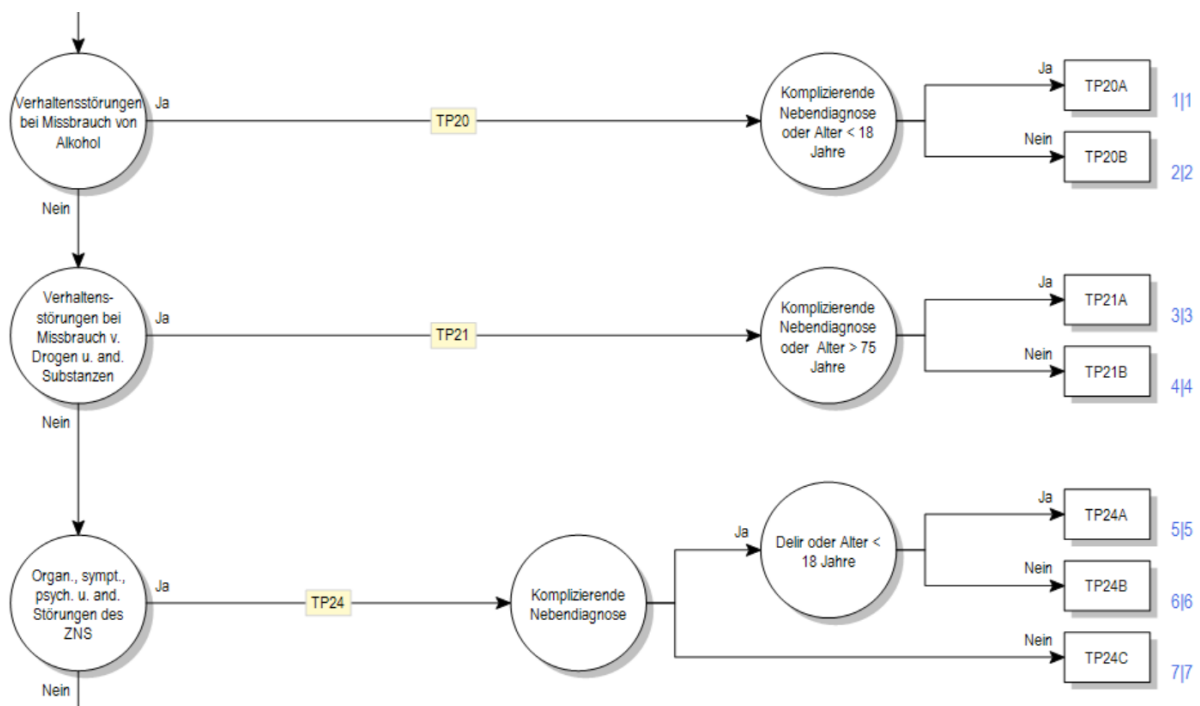 Verhaltensstörungen
bei Missbrauch von
Alkohol
Ja
TP20
Komplizierende
Nebendiagnose
oder Alter < 18
Jahre
Ja
TP20A
1|1
Nein
TP20B
2|2
Nein
Verhaltens-
störungen bei
Missbrauch v.
Drogen u. and.
Substanzen
Ja
TP21
Komplizierende
Nebendiagnose
oder Alter > 75
Jahre
Ja
TP21A
3|3
Nein
TP21B
4|4
Nein
Organ., sympt.,
psych. u. and.
Störungen des
ZNS
Ja
TP24
Komplizierende
Nebendiagnose
Ja
Delir oder Alter <
18 Jahre
Ja
TP24A
5|5
Nein
TP24B
6|6
Nein
TP24C
7|7
Nein